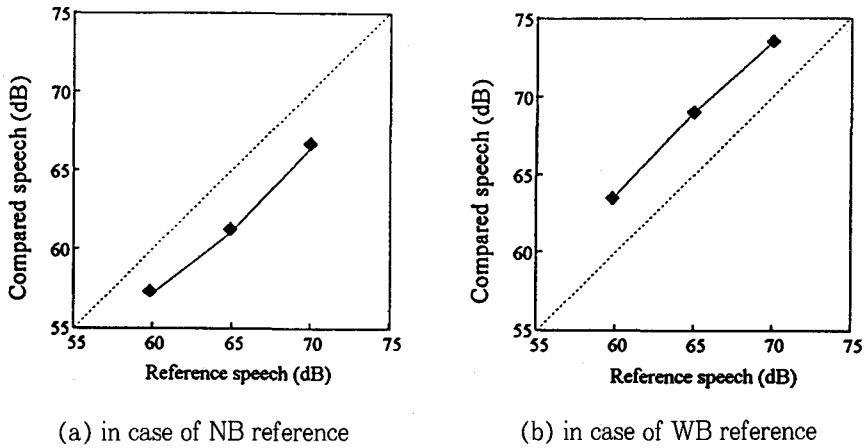 75
70
65
60
55
Compared speech (dB)
55 60 65 70 75
Reference speech (dB)
(a) in case of NB reference
75
70
65
60
55
Compared speech (dB)
55 60 65 70 75
Reference speech (dB)
(b) in case of WB reference